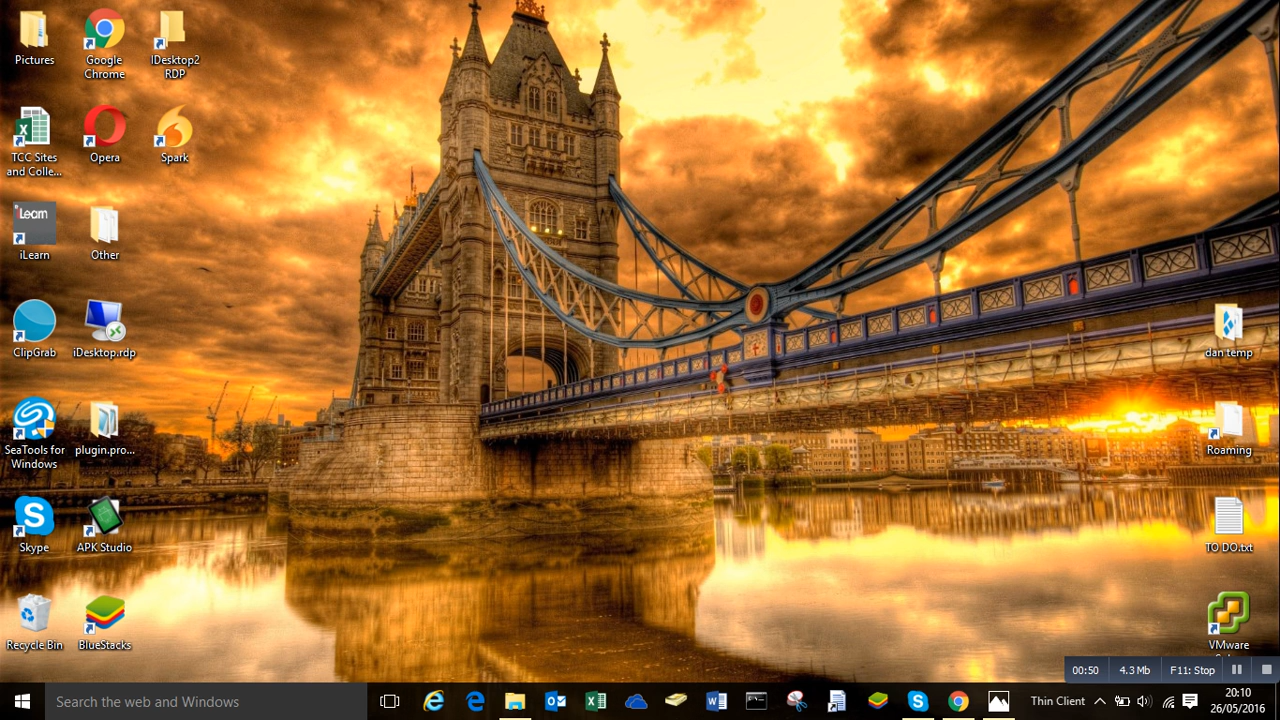 Pictures
Google
Chrome
IDesktop2
RDP
TCC Sites
and Colle...
Opera
Spark
iLearn
iLearn
Other
ClipGrab
iDesktop.rdp
SeaTools for
Windows
plugin.pro...
Skype
APK Studio
Recycle Bin
BlueStacks
dan temp
Roaming
TO DO.txt
VMware
00:50
4.3 Mb
F11: Stop
Search the web and Windows
Thin Client
20:10
26/05/2016